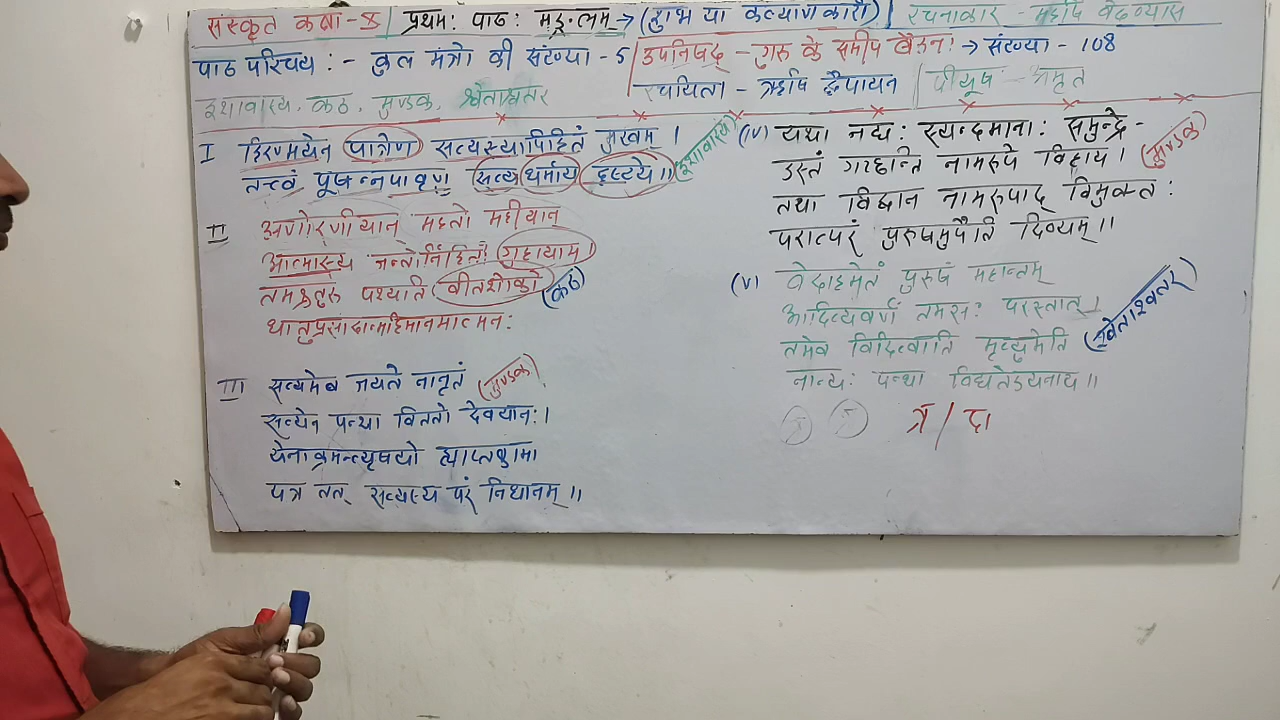 संस्कृत कक्षा-8 | प्रथमः पाठः मङ्गलम् → (शुभ या कल्याणकारी) | रचनाकार - महर्षि वेदव्यास
पाठ परिचय :- कुल मंत्रो की संख्या - 5 | उपनिषद् - गुरु के समीप बैठना → संख्या - 108
ईशावास्य, कठ, मुण्डक, श्वेताश्वतर | रचयिता - ऋषि द्वैपायन | पीयूष - अमृत
I हिरण्मयेन पात्रेण सत्यस्यापिहितं मुखम् ।
तत्त्वं पूषन्नपावृणु सत्य धर्माय दृष्टये ॥ (ईशावास्य)
II अणोरणीयान् महतो महीयान्
आत्मास्य जन्तोर्निहितो गुहायाम् ।
तमक्रतुरु पश्यति वीतशोको (कठ)
धातुप्रसादान्महिमानमात्मनः
III सत्यमेव जयते नानृतं (मुण्डक)
सत्येन पन्था विततो देवयानः ।
येनाक्रमन्त्यृषयो ह्याप्तकामा
यत्र तत् सत्यस्य परं निधानम् ॥
(IV) यथा नद्यः स्यन्दमानाः समुन्द्रे-
ऽस्तं गच्छन्ति नामरूपे विहाय । (मुण्डक)
तथा विद्वान नामरुपाद् विमुक्तः
परात्परं पुरुषमुपैति दिव्यम् ॥
(V) वेदाहमेतं पुरुषं महान्तम्
आदित्यवर्णं तमसः परस्तात् ।
तमेव विदित्वाति मृत्युमेति (श्वेताश्वतर)
नान्यः पन्था विद्यतेऽयनाय ॥
त्र / दा